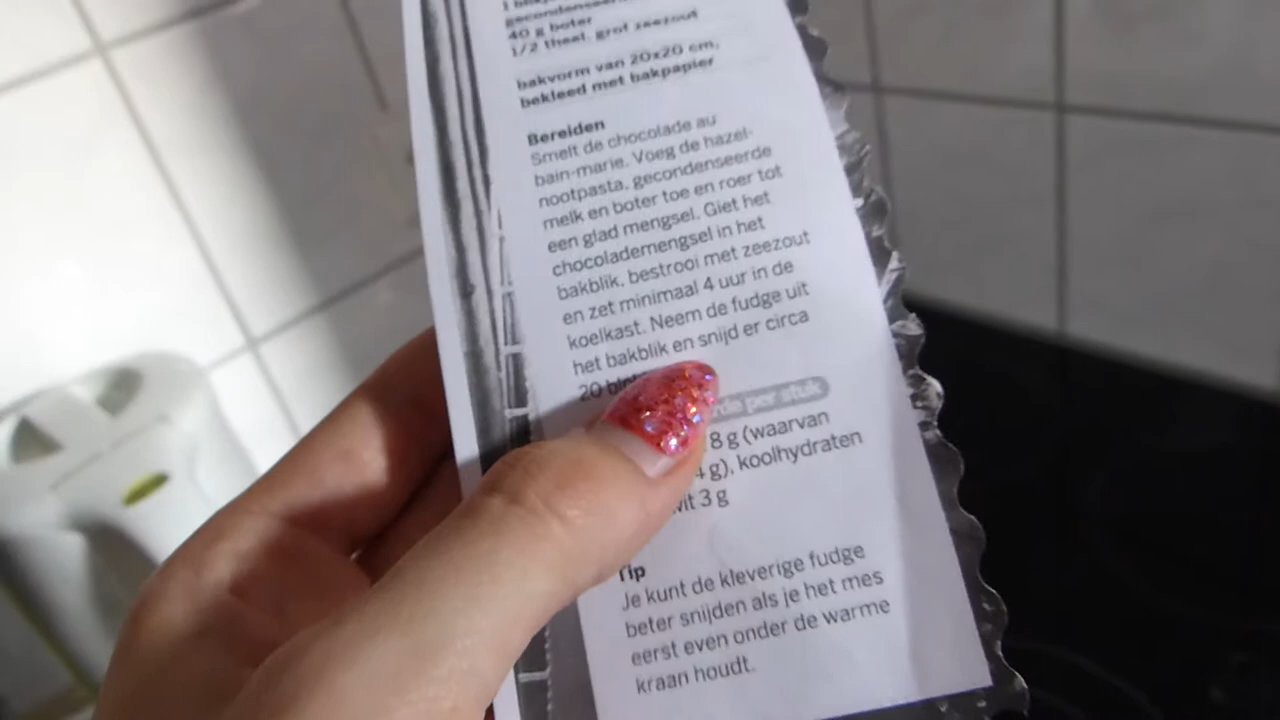 gecondenseerde
40 g boter
1/2 theel. grof zeezout
bakvorm van 20x20 cm,
bekleed met bakpapier
Bereiden
Smelt de chocolade au
bain-marie. Voeg de hazel-
nootpasta, gecondenseerde
melk en boter toe en roer tot
een glad mengsel. Giet het
chocolademengsel in het
bakblik, bestrooi met zeezout
en zet minimaal 4 uur in de
koelkast. Neem de fudge uit
het bakblik en snijd er circa
20
per stuk
8 g (waarvan
4 g), koolhydraten
3 g
Tip
Je kunt de kleverige fudge
beter snijden als je het mes
eerst even onder de warme
kraan houdt.